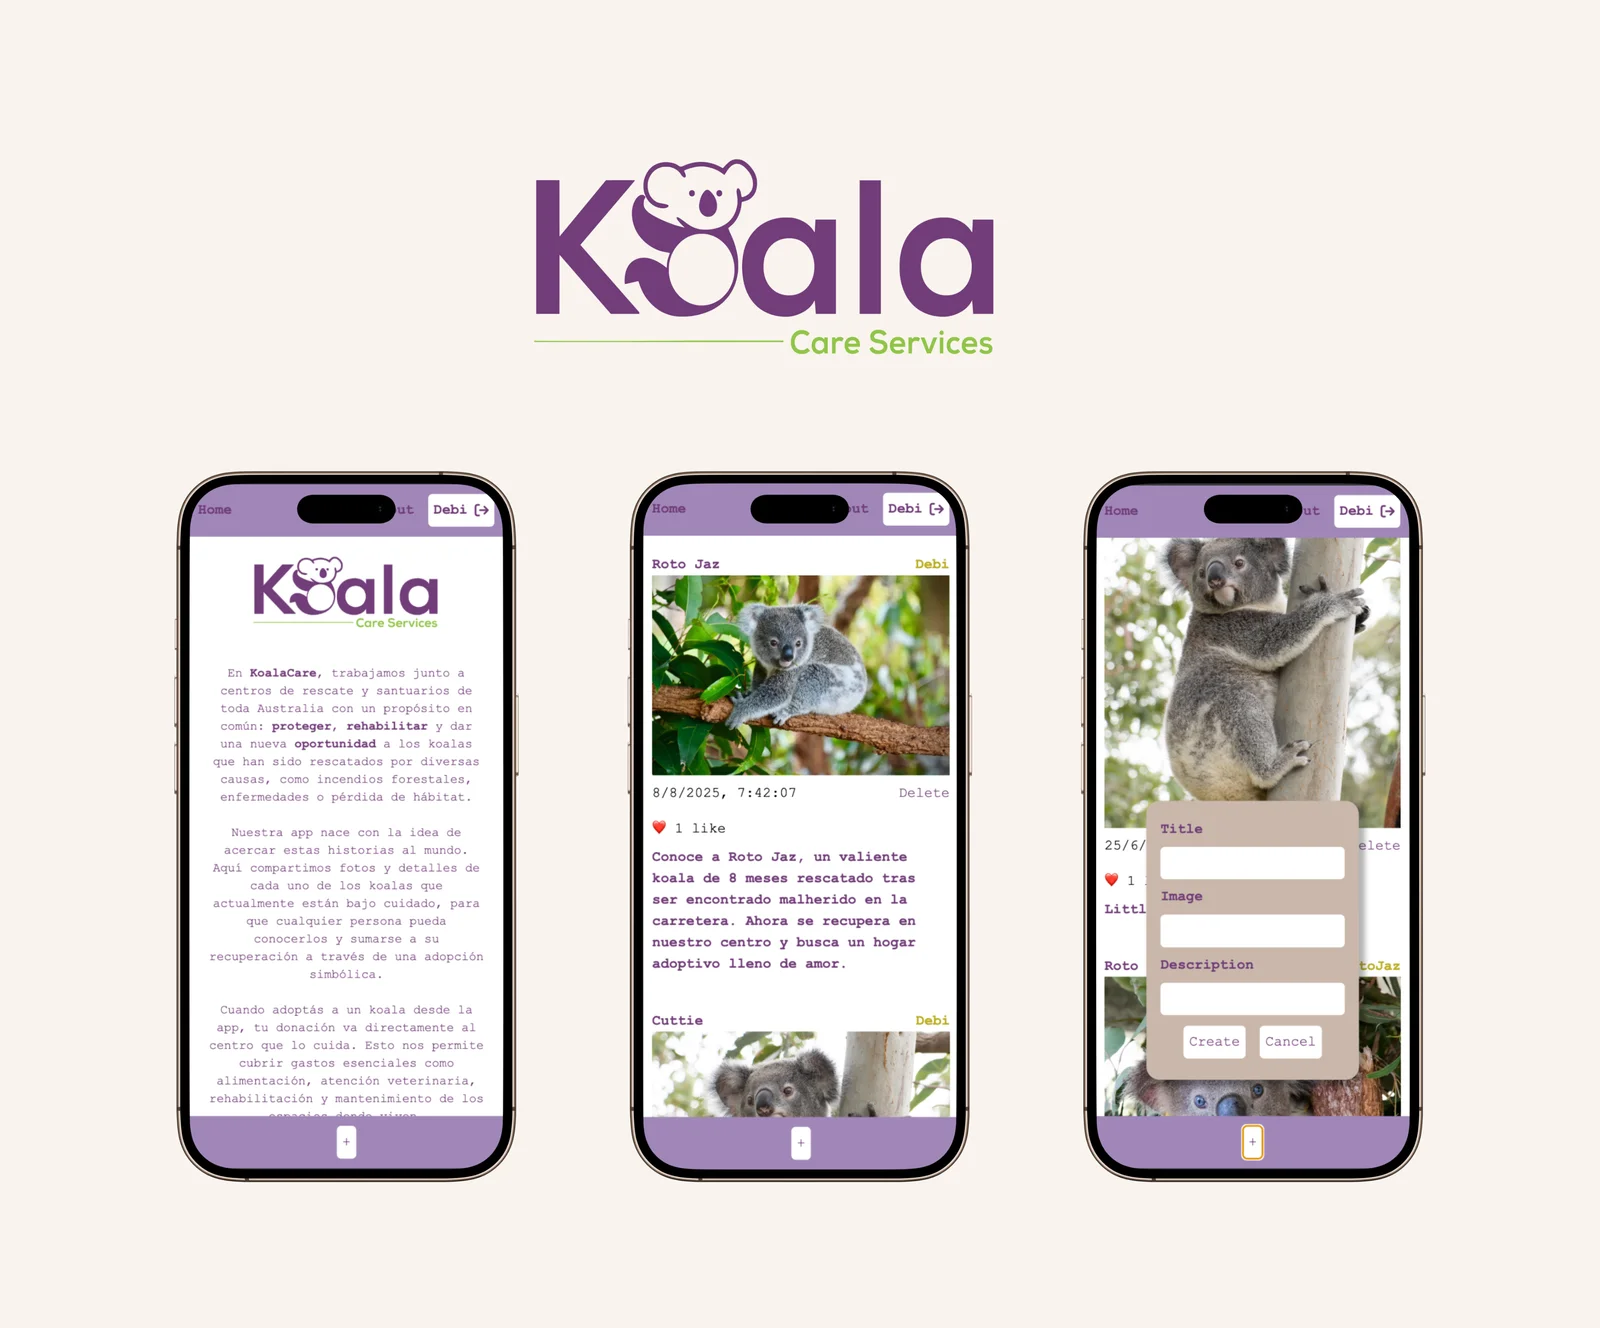 Koala
Care Services
Home
out
Debi
Koala
Care Services
En KoalaCare, trabajamos junto a
centros de rescate y santuarios de
toda Australia con un propósito en
común: proteger, rehabilitar y dar
una nueva oportunidad a los koalas
que han sido rescatados por diversas
causas, como incendios forestales,
enfermedades o pérdida de hábitat.
Nuestra app nace con la idea de
acercar estas historias al mundo.
Aquí compartimos fotos y detalles de
cada uno de los koalas que
actualmente están bajo cuidado, para
que cualquier persona pueda
conocerlos y sumarse a su
recuperación a través de una adopción
simbólica.
Cuando adoptás a un koala desde la
app, tu donación va directamente al
centro que lo cuida. Esto nos permite
cubrir gastos esenciales como
alimentación, atención veterinaria,
rehabilitación y mantenimiento de los
espacios donde viven
+
Home
out
Debi
Roto Jaz
Debi
8/8/2025, 7:42:07
Delete
❤️ 1 like
Conoce a Roto Jaz, un valiente
koala de 8 meses rescatado tras
ser encontrado malherido en la
carretera. Ahora se recupera en
nuestro centro y busca un hogar
adoptivo lleno de amor.
Cuttie
Debi
+
Home
ut
Debi
25/6/
elete
❤️ 1
Littl
Roto
toJaz
Title
Image
Description
Create
Cancel
+